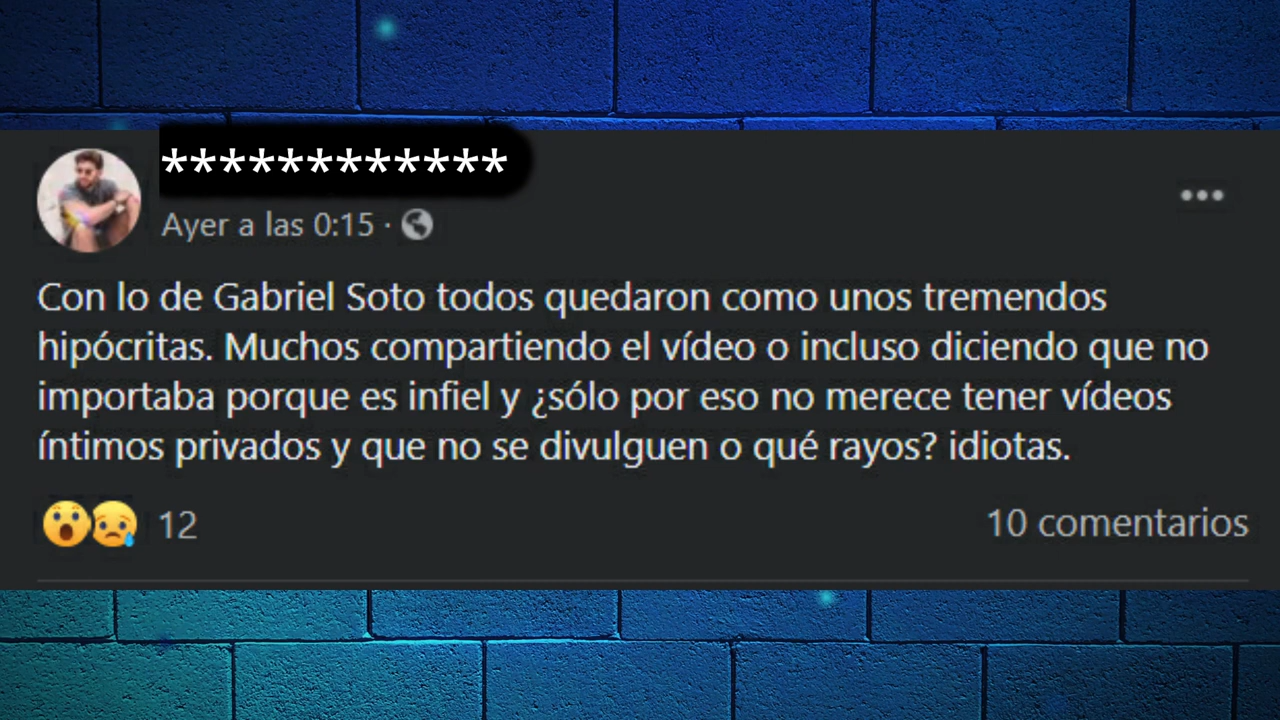 ************
Ayer a las 0:15 ·
Con lo de Gabriel Soto todos quedaron como unos tremendos
hipócritas. Muchos compartiendo el vídeo o incluso diciendo que no
importaba porque es infiel y ¿sólo por eso no merece tener vídeos
íntimos privados y que no se divulguen o qué rayos? idiotas.
12
10 comentarios